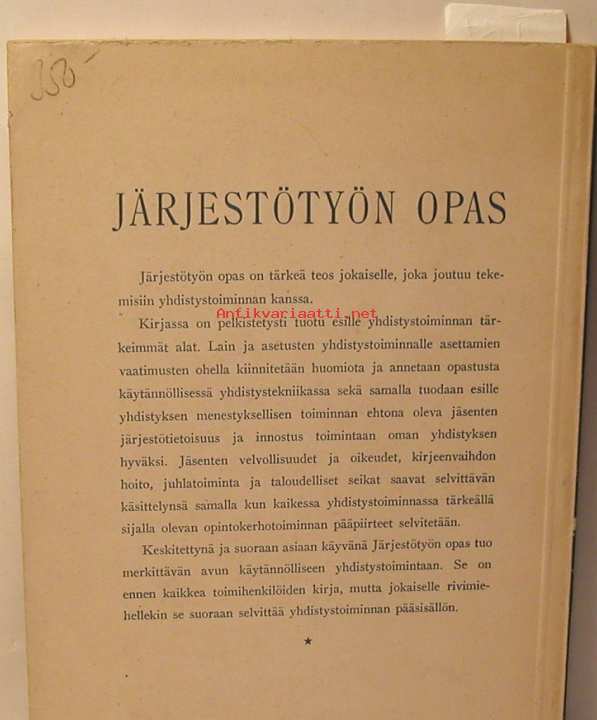 350-
JÄRJESTÖTYÖN OPAS
Järjestötyön opas on tärkeä teos jokaiselle, joka joutuu teke-
misiin yhdistystoiminnan kanssa.
Antikvariaatti.net
Kirjassa on pelkistetysti tuotu esille yhdistystoiminnan tär-
keimmät alat. Lain ja asetusten yhdistystoiminnalle asettamien
vaatimusten ohella kiinnitetään huomiota ja annetaan opastusta
käytännöllisessä yhdistystekniikassa sekä samalla tuodaan esille
yhdistyksen menestyksellisen toiminnan ehtona oleva jäsenten
järjestötietoisuus ja innostus toimintaan oman yhdistyksen
hyväksi. Jäsenten velvollisuudet ja oikeudet, kirjeenvaihdon
hoito, juhlatoiminta ja taloudelliset seikat saavat selvittävän
käsittelynsä samalla kun kaikessa yhdistystoiminnassa tärkeällä
sijalla olevan opintokerhotoiminnan pääpiirteet selvitetään.
Keskitettynä ja suoraan asiaan käyvänä Järjestötyön opas tuo
merkittävän avun käytännölliseen yhdistystoimintaan. Se on
ennen kaikkea toimihenkilöiden kirja, mutta jokaiselle rivimie-
hellekin se suoraan selvittää yhdistystoiminnan pääsisällön.